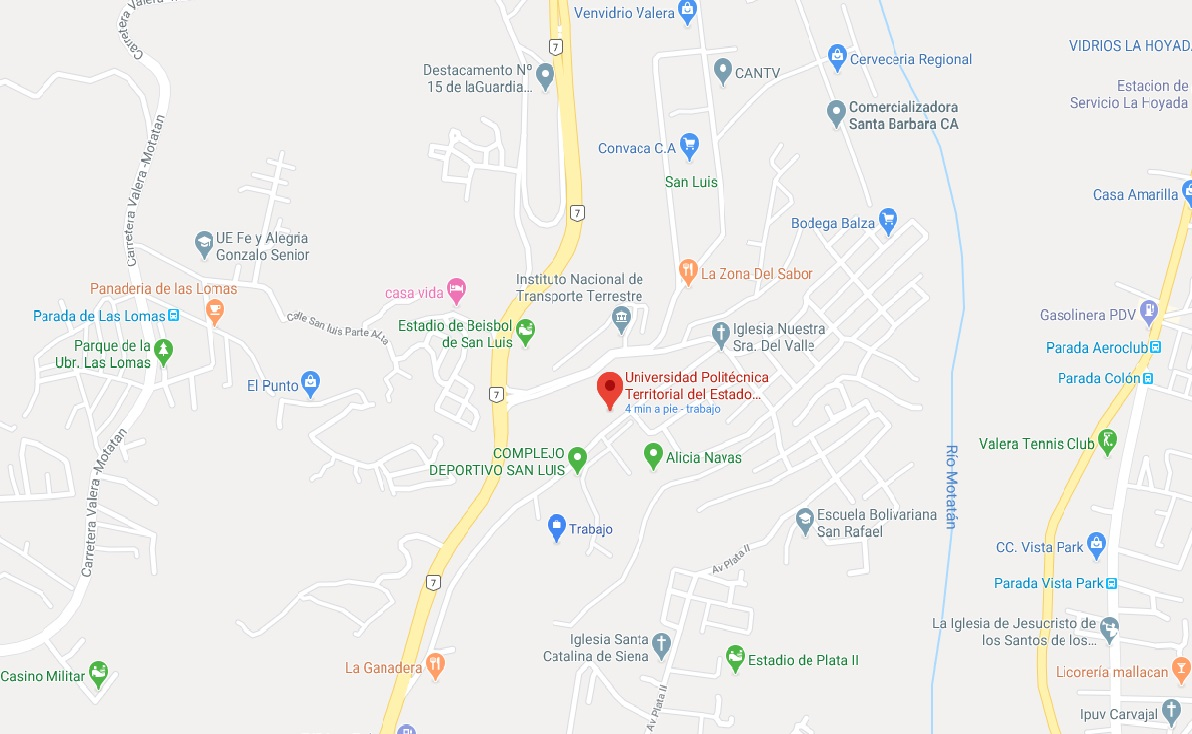 Carretera Valera -Motatan
7
Venvidrio Valera
VIDRIOS LA HOYADA
Destacamento Nº
15 de laGuardia...
CANTV
Cerveceria Regional
Estacion de
Servicio La Hoyada
Comercializadora
Santa Barbara CA
Convaca C.A
San Luis
Carretera Valera -Motatan
7
Casa Amarilla
Bodega Balza
UE Fe y Alegria
Gonzalo Senior
Instituto Nacional de
Transporte Terrestre
La Zona Del Sabor
Panaderia de las Lomas
casa vida
Parada de Las Lomas
Calle San luis Parte Alta
Estadio de Beisbol
de San Luis
Iglesia Nuestra
Sra. Del Valle
Gasolinera PDV
Parque de la
Ubr. Las Lomas
Parada Aeroclub
Parada Colón
El Punto
7
Universidad Politécnica
Territorial del Estado...
4 min a pie - trabajo
Carretera Valera -Motatan
COMPLEJO
DEPORTIVO SAN LUIS
Alicia Navas
Valera Tennis Club
Río Motatán
Trabajo
Escuela Bolivariana
San Rafael
CC. Vista Park
Av Plata II
7
Parada Vista Park
La Iglesia de Jesucristo de
los Santos de los...
Iglesia Santa
Catalina de Siena
Estadio de Plata II
La Ganadera
Casino Militar
Licorería mallacan
Av Plata II
Ipuv Carvajal